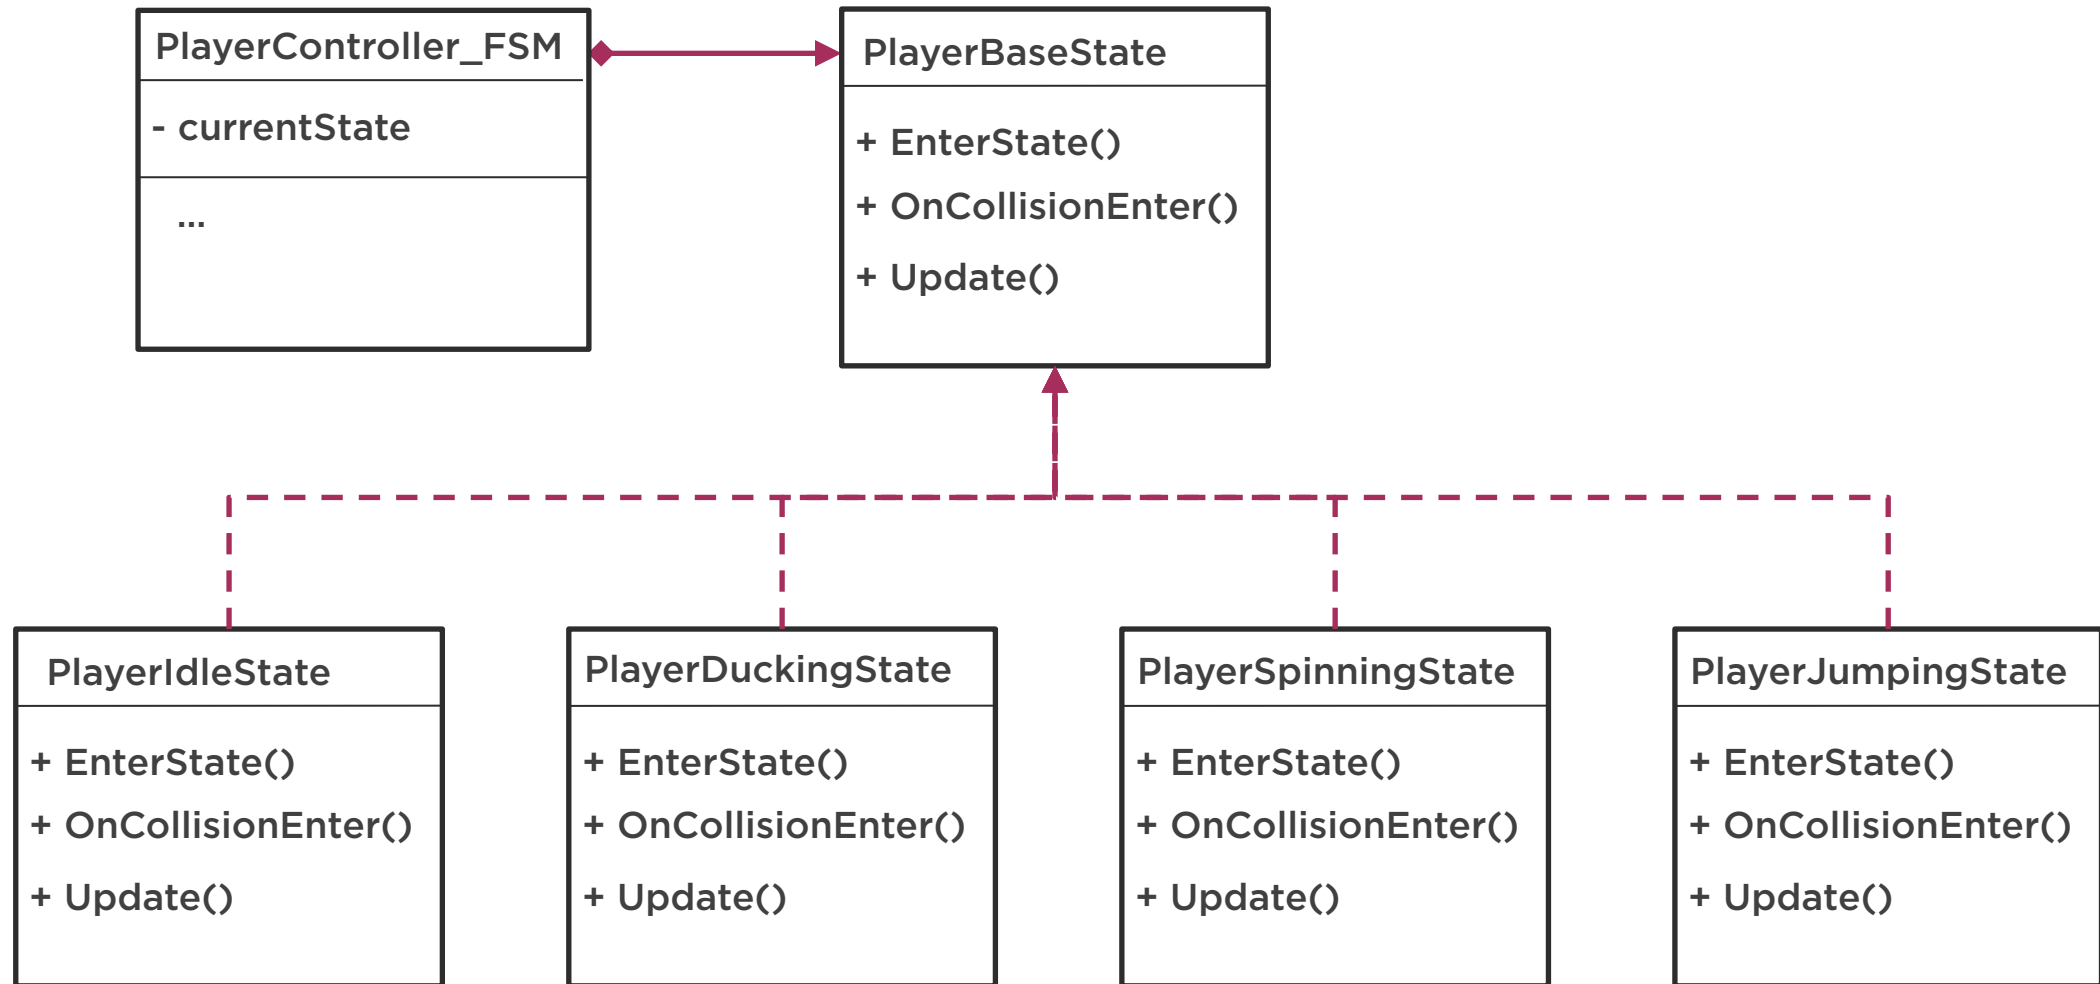 PlayerController_FSM
- currentState
...
PlayerBaseState
+ EnterState()
+ OnCollisionEnter()
+ Update()
PlayerIdleState
+ EnterState()
+ OnCollisionEnter()
+ Update()
PlayerDuckingState
+ EnterState()
+ OnCollisionEnter()
+ Update()
PlayerSpinningState
+ EnterState()
+ OnCollisionEnter()
+ Update()
PlayerJumpingState
+ EnterState()
+ OnCollisionEnter()
+ Update()